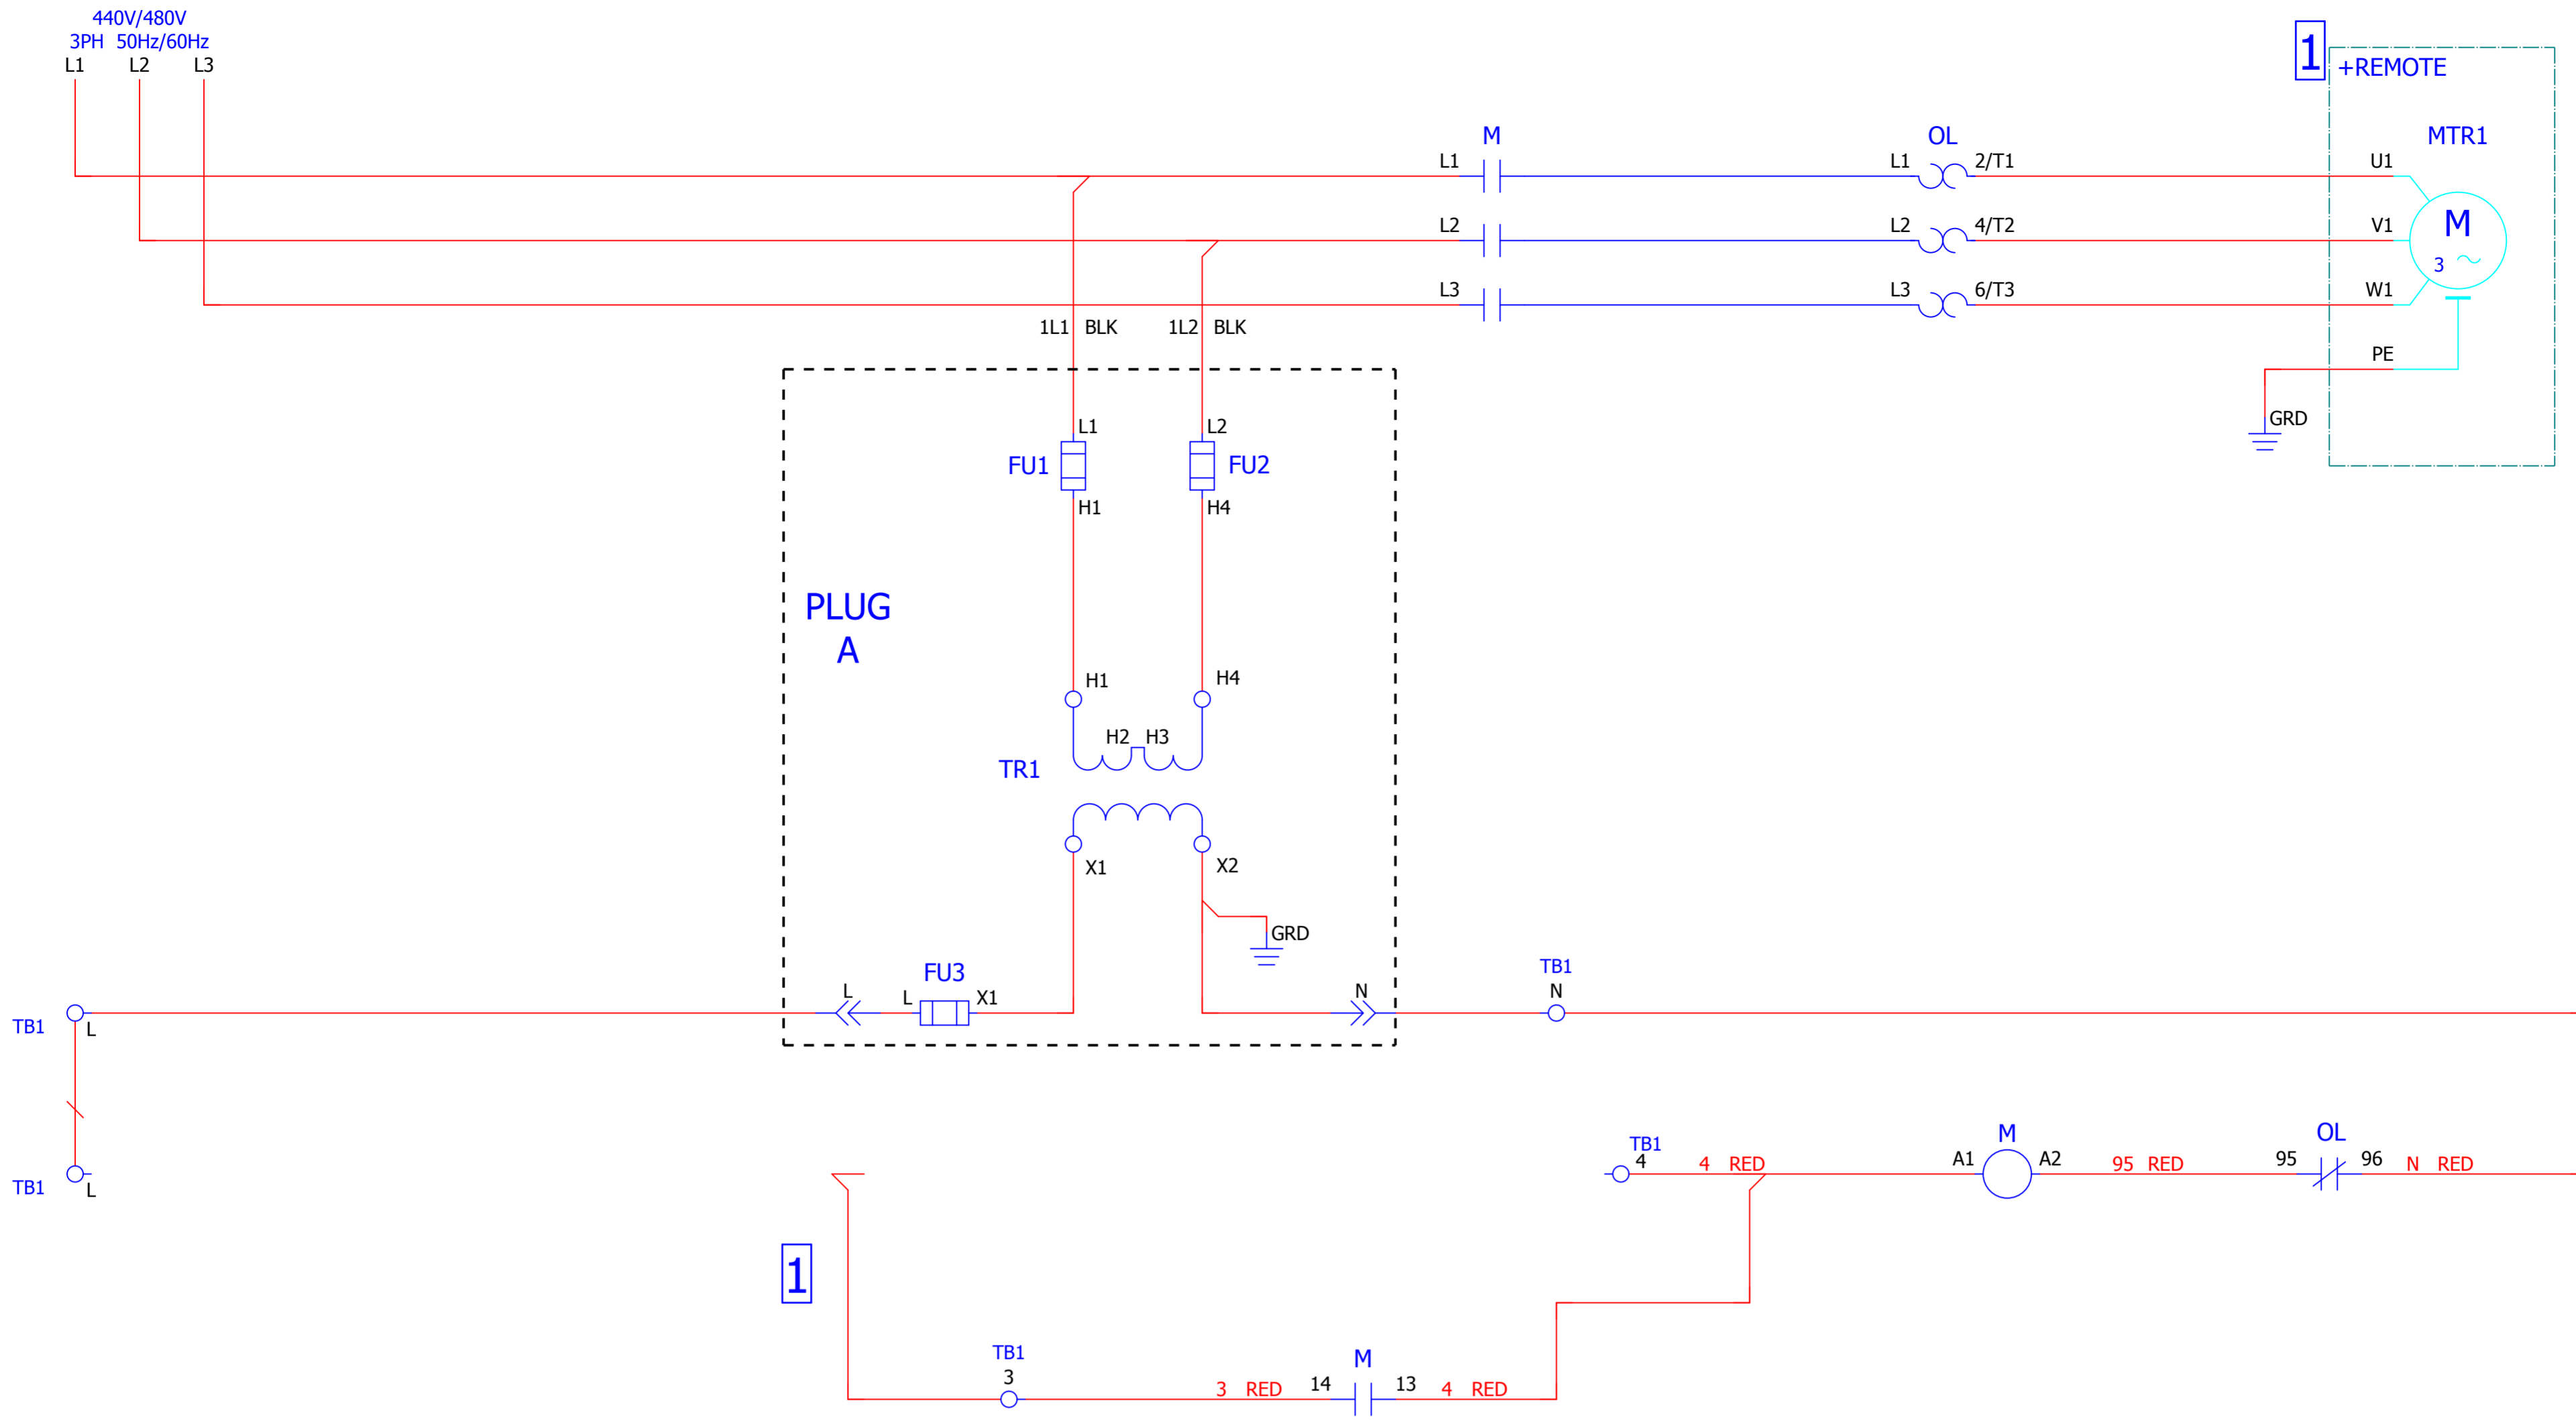 440V/480V
3PH 50Hz/60Hz
L1 L2 L3
1
+REMOTE
M OL MTR1
L1 L1 2/T1 U1
L2 L2 4/T2 V1
M
3
L3 L3 6/T3 W1
1L1 BLK 1L2 BLK
PE
GRD
L1 L2
FU1 FU2
H1 H4
PLUG
A
H1 H4
H2 H3
TR1
X1 X2
GRD
FU3
TB1
L L X1 N N
TB1 L
TB1 L
TB1
4 4 RED
M
A1 A2
95 RED
OL
95 96
N RED
1
TB1
3
3 RED
M
14 13
4 RED